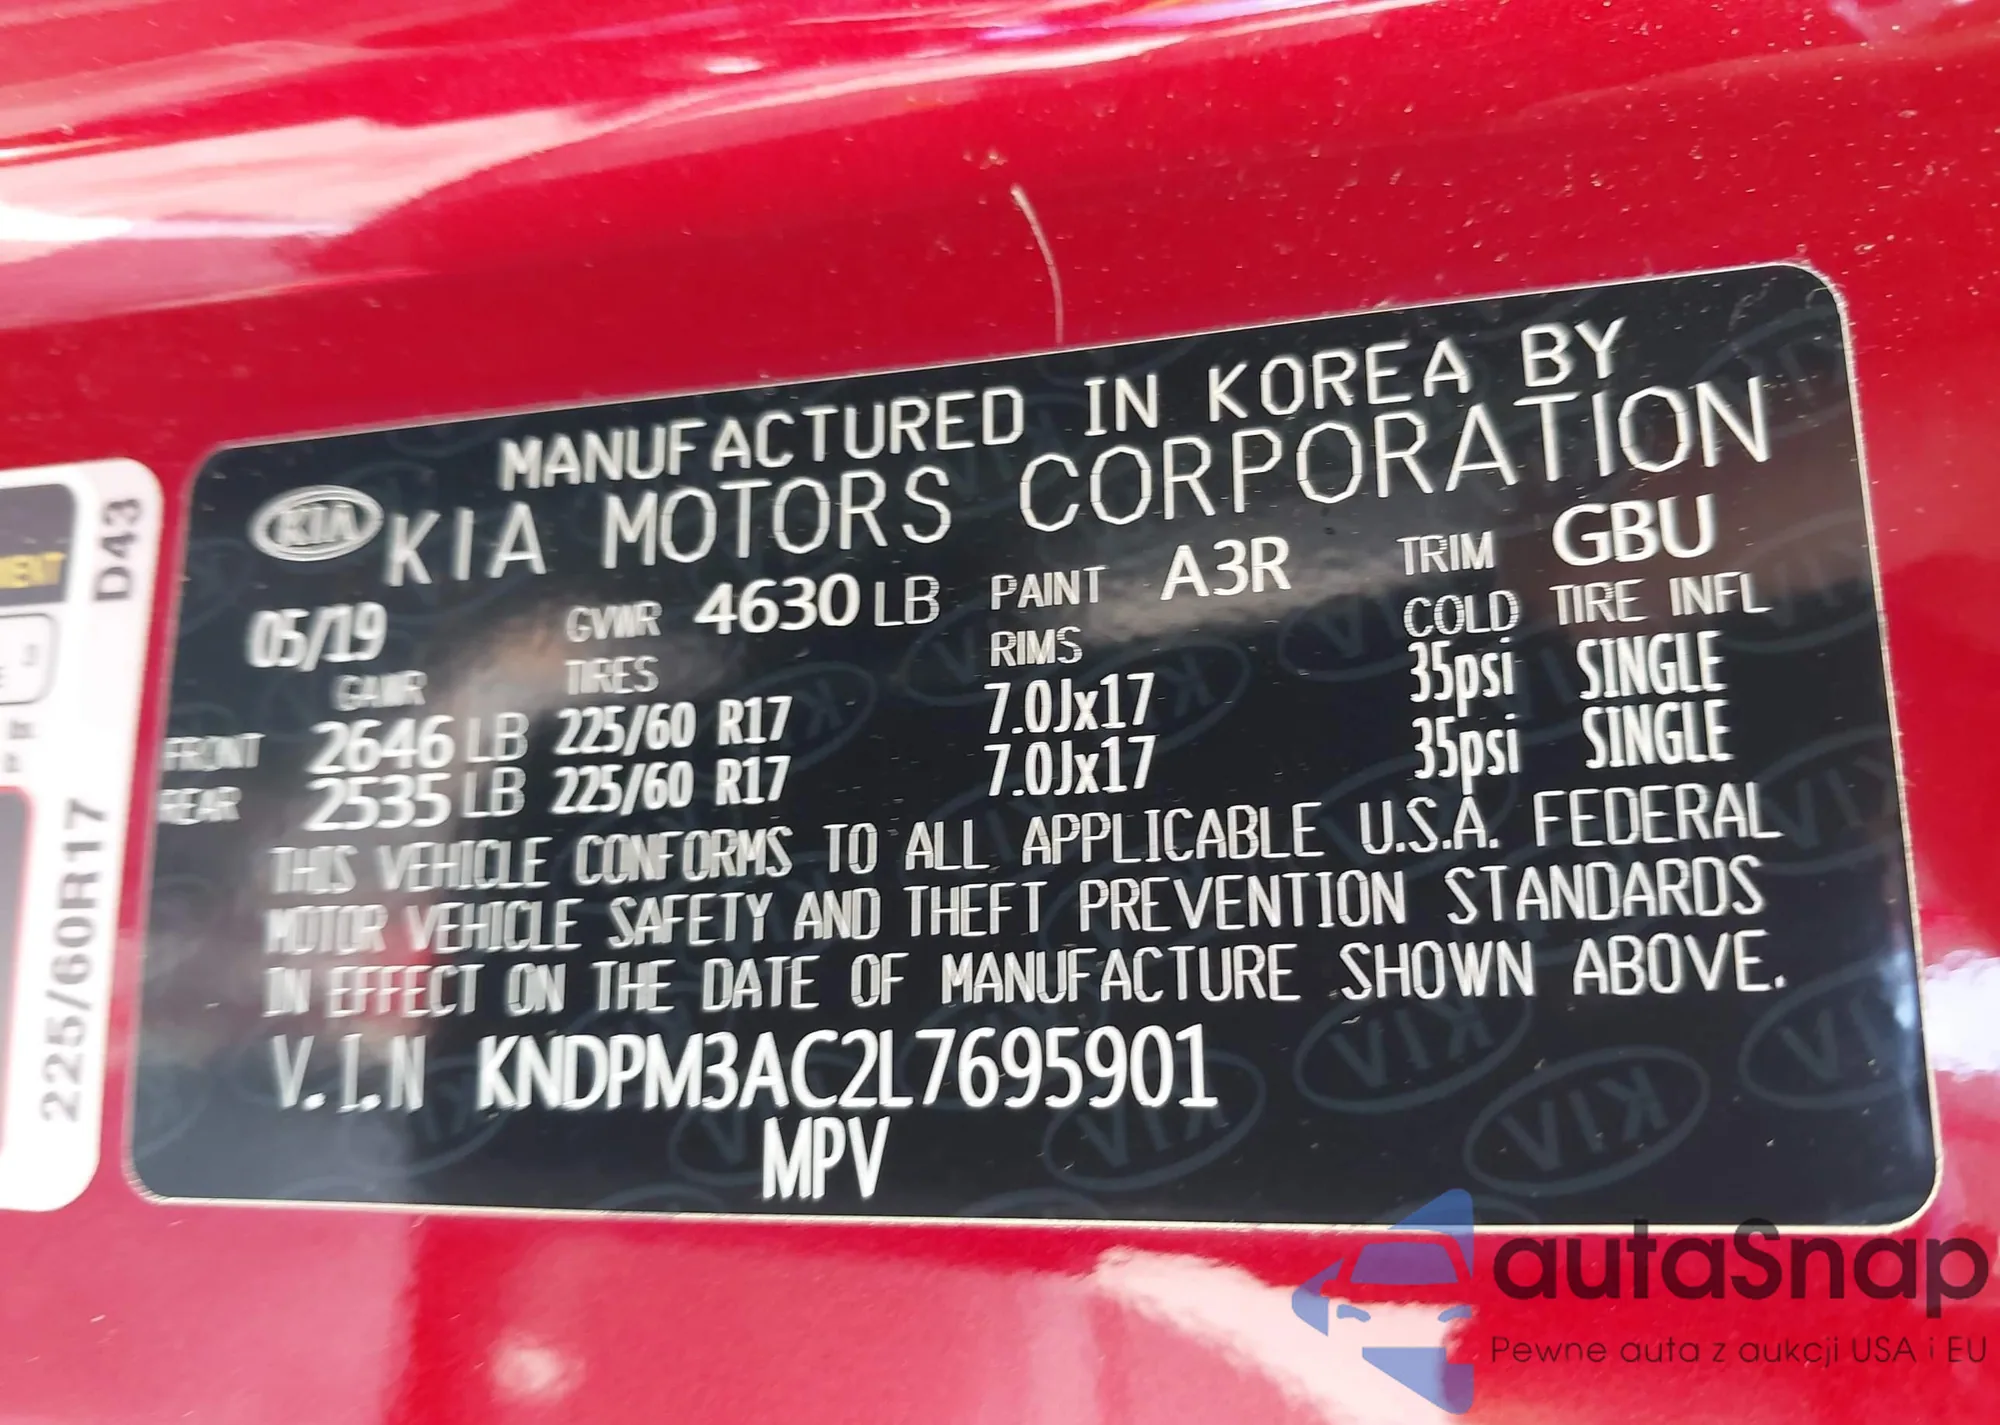 MANUFACTURED IN KOREA BY
KIA KIA MOTORS CORPORATION
05/19 GVWR 4630 LB PAINT A3R TRIM GBU
GAWR TIRES RIMS COLD TIRE INFL
FRONT 2646 LB 225/60 R17 7.0Jx17 35psi SINGLE
REAR 2535 LB 225/60 R17 7.0Jx17 35psi SINGLE
THIS VEHICLE CONFORMS TO ALL APPLICABLE U.S.A. FEDERAL
MOTOR VEHICLE SAFETY AND THEFT PREVENTION STANDARDS
IN EFFECT ON THE DATE OF MANUFACTURE SHOWN ABOVE.
V.I.N KNDPM3AC2L7695901
MPV
D43
225/60R17
autaSnap
Pewne auta z aukcji USA i EU